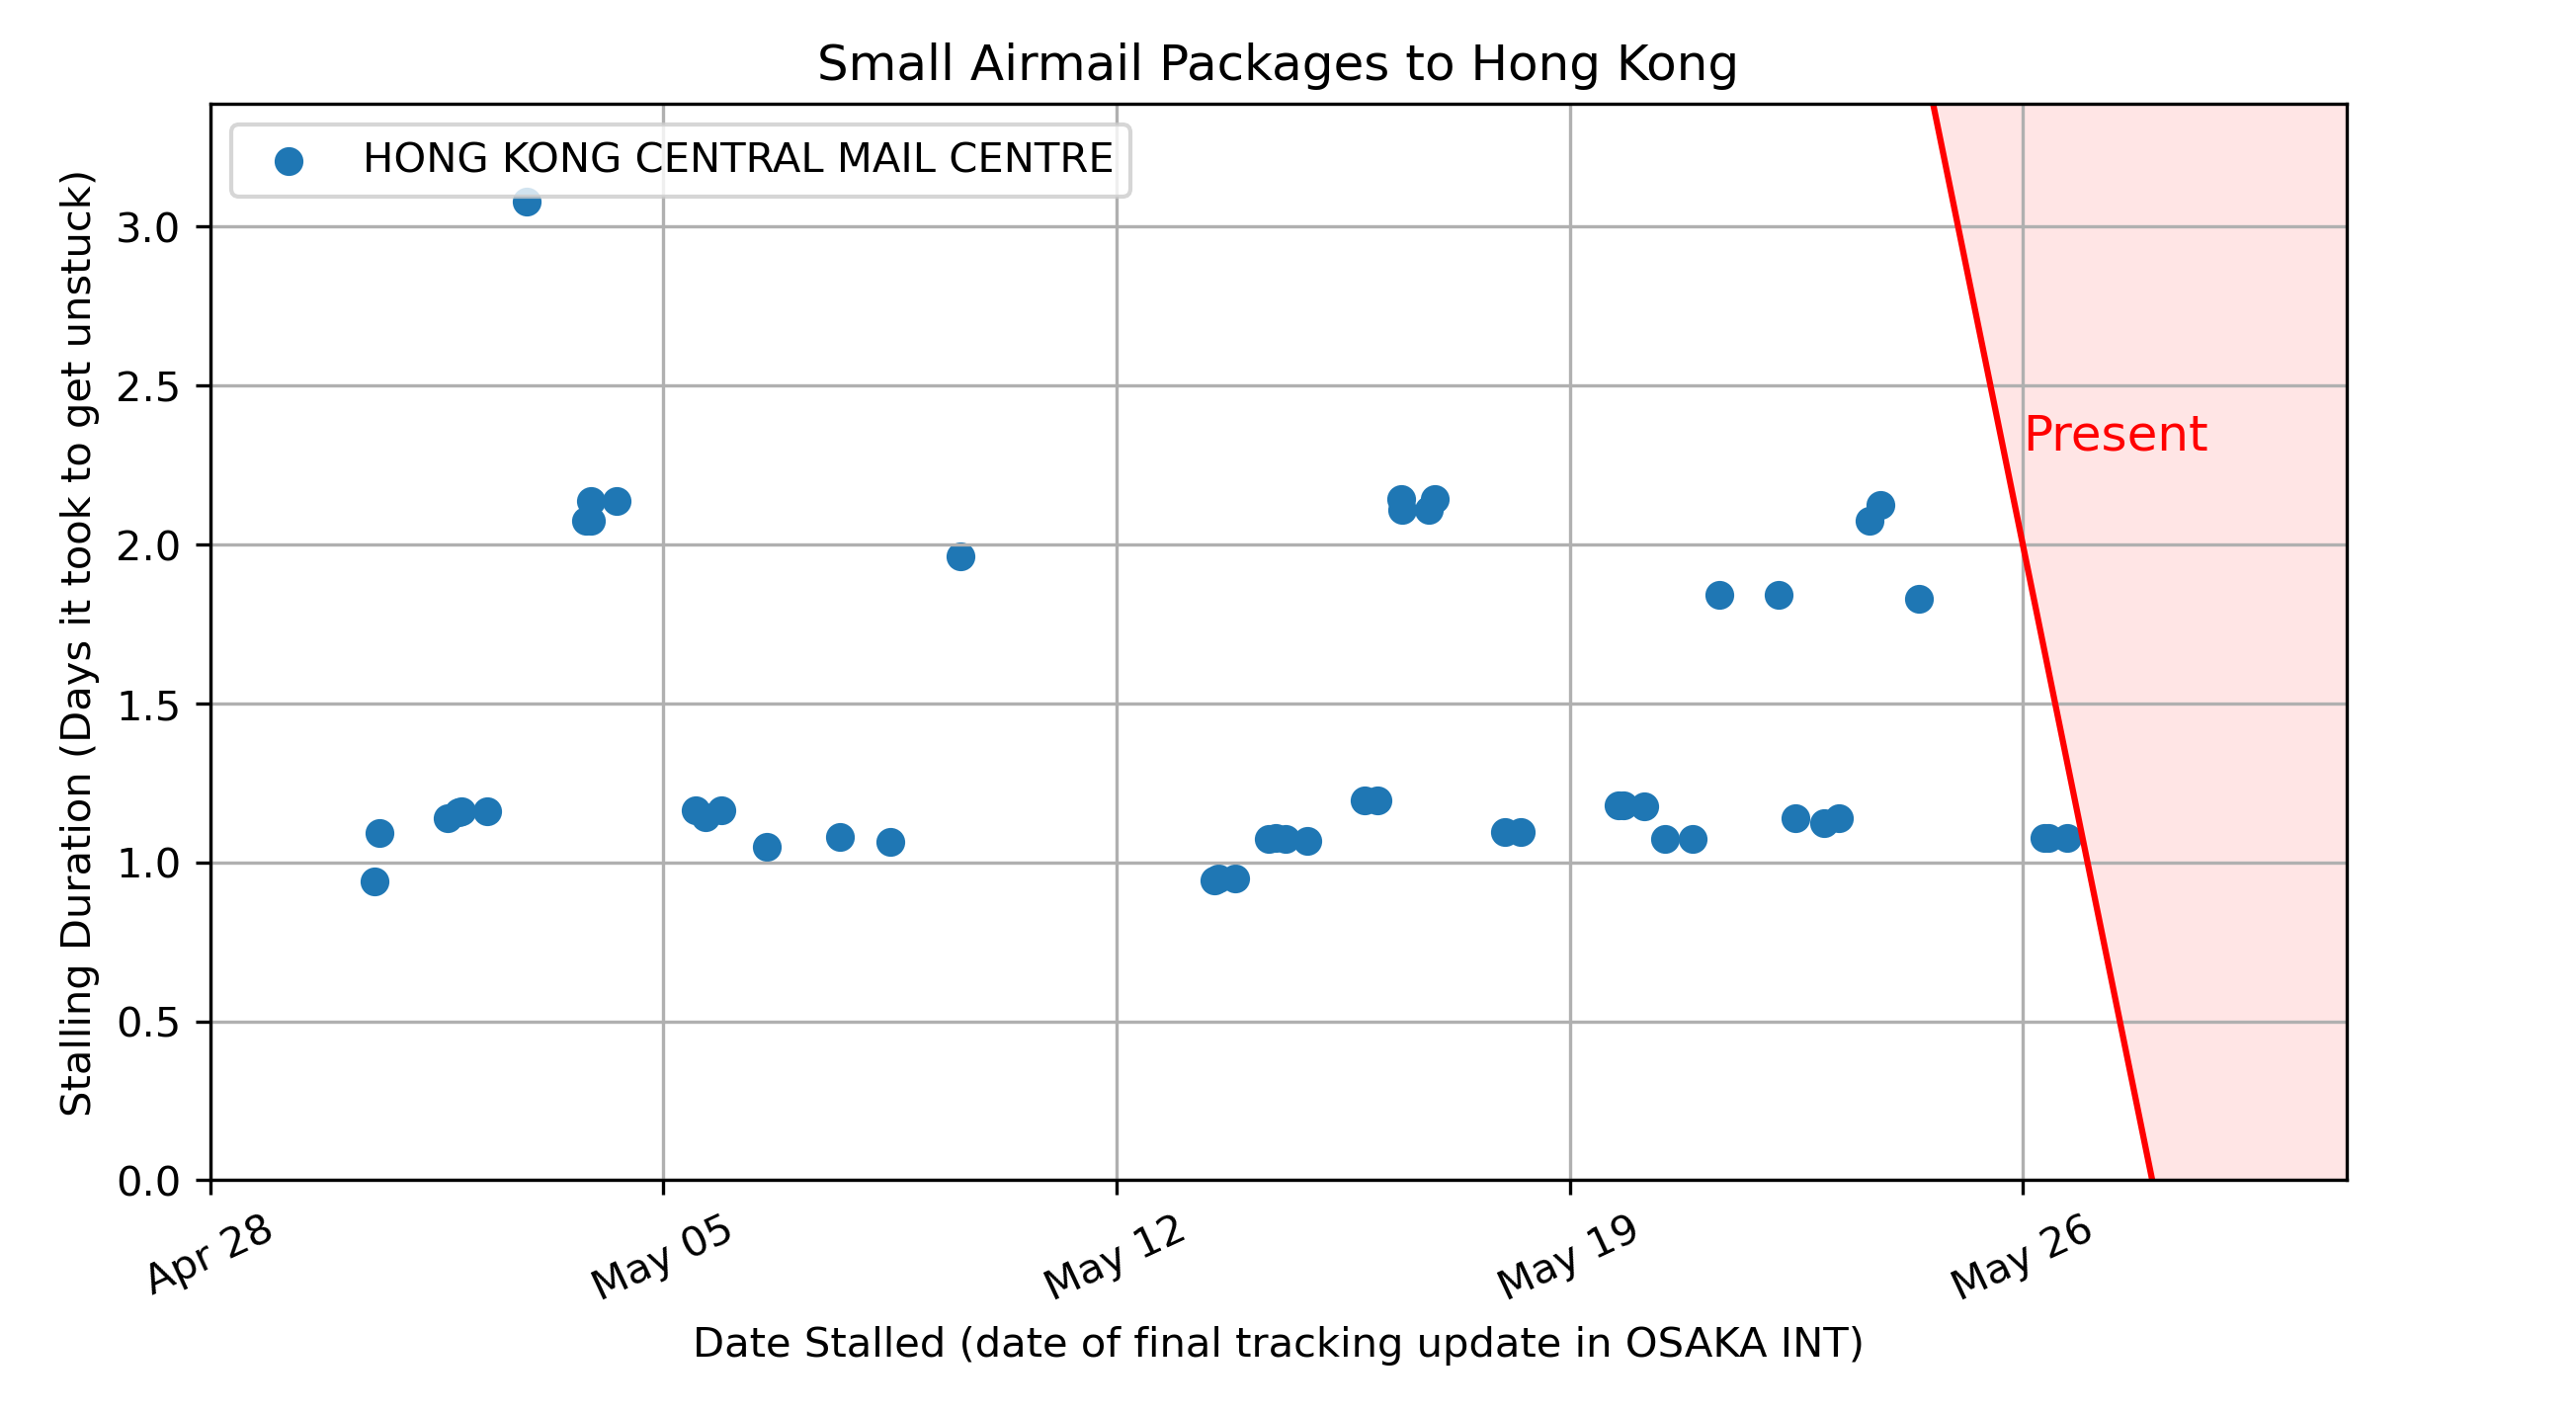 Small Airmail Packages to Hong Kong
HONG KONG CENTRAL MAIL CENTRE
Stalling Duration (Days it took to get unstuck)
3.0
2.5
2.0
1.5
1.0
0.5
0.0
Present
Apr 28
May 05
May 12
May 19
May 26
Date Stalled (date of final tracking update in OSAKA INT)